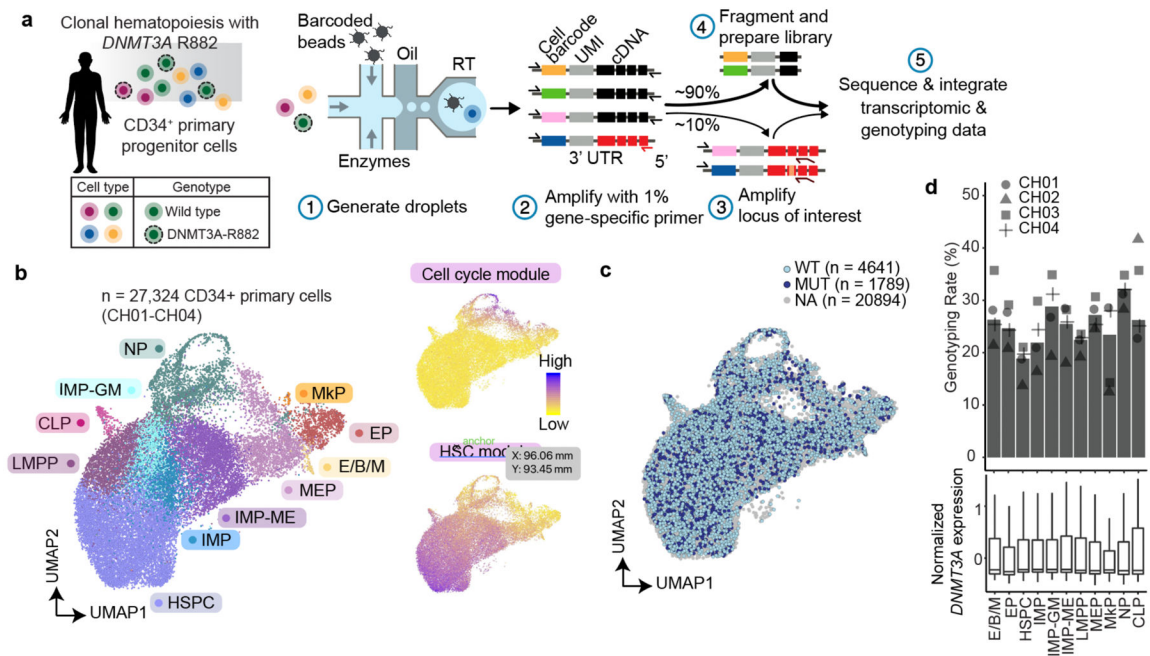 a
Clonal hematopoiesis with
DNMT3A R882
CD34+ primary
progenitor cells
Cell type
Genotype
Wild type
DNMT3A-R882
Barcoded
beads
Oil
RT
Enzymes
1 Generate droplets
Cell
barcode
UMI
cDNA
3' UTR
5'
2 Amplify with 1%
gene-specific primer
~90%
~10%
3 Amplify
locus of interest
4 Fragment and
prepare library
5
Sequence & integrate
transcriptomic &
genotyping data
b
n = 27,324 CD34+ primary cells
(CH01-CH04)
NP
IMP-GM
CLP
LMPP
MkP
EP
E/B/M
MEP
IMP-ME
IMP
HSPC
UMAP2
UMAP1
Cell cycle module
High
Low
anchor
HSC modul
X: 96.06 mm
Y: 93.45 mm
c
WT (n = 4641)
MUT (n = 1789)
NA (n = 20894)
UMAP2
UMAP1
d
CH01
CH02
CH03
CH04
Genotyping Rate (%)
50
40
30
20
10
0
Normalized
DNMT3A expression
0
E/B/M
EP
HSPC
IMP
IMP-GM
IMP-ME
LMPP
MEP
MkP
NP
CLP